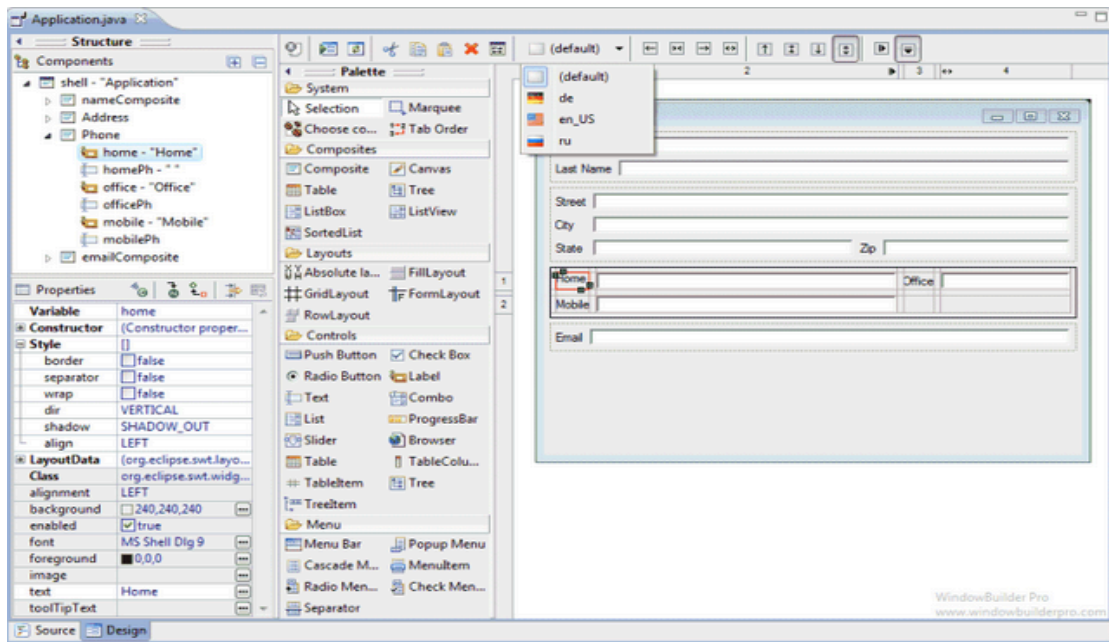 Application.java
Structure
Components
shell - "Application"
nameComposite
Address
Phone
home - "Home"
homePh - " "
office - "Office"
officePh
mobile - "Mobile"
mobilePh
emailComposite
Properties
Variable home
Constructor (Constructor proper...
Style []
border false
separator false
wrap false
dir VERTICAL
shadow SHADOW_OUT
align LEFT
LayoutData (org.eclipse.swt.layo...
Class org.eclipse.swt.widg...
alignment LEFT
background 240,240,240
enabled true
font MS Shell Dlg 9
foreground 0,0,0
image
text Home
toolTipText
Source Design
Palette
System
Selection Marquee
Choose co... Tab Order
Composites
Composite Canvas
Table Tree
ListBox ListView
SortedList
Layouts
Absolute la... FillLayout
GridLayout FormLayout
RowLayout
Controls
Push Button Check Box
Radio Button Label
Text Combo
List ProgressBar
Slider Browser
Table TableColu...
TableItem Tree
TreeItem
Menu
Menu Bar Popup Menu
Cascade M... MenuItem
Radio Men... Check Men...
Separator
(default)
(default)
de
en_US
ru
2 3 4
Last Name
Street
City
State Zip
1
Home Office
2
Mobile
Email
WindowBuilder Pro
www.windowbuilderpro.com